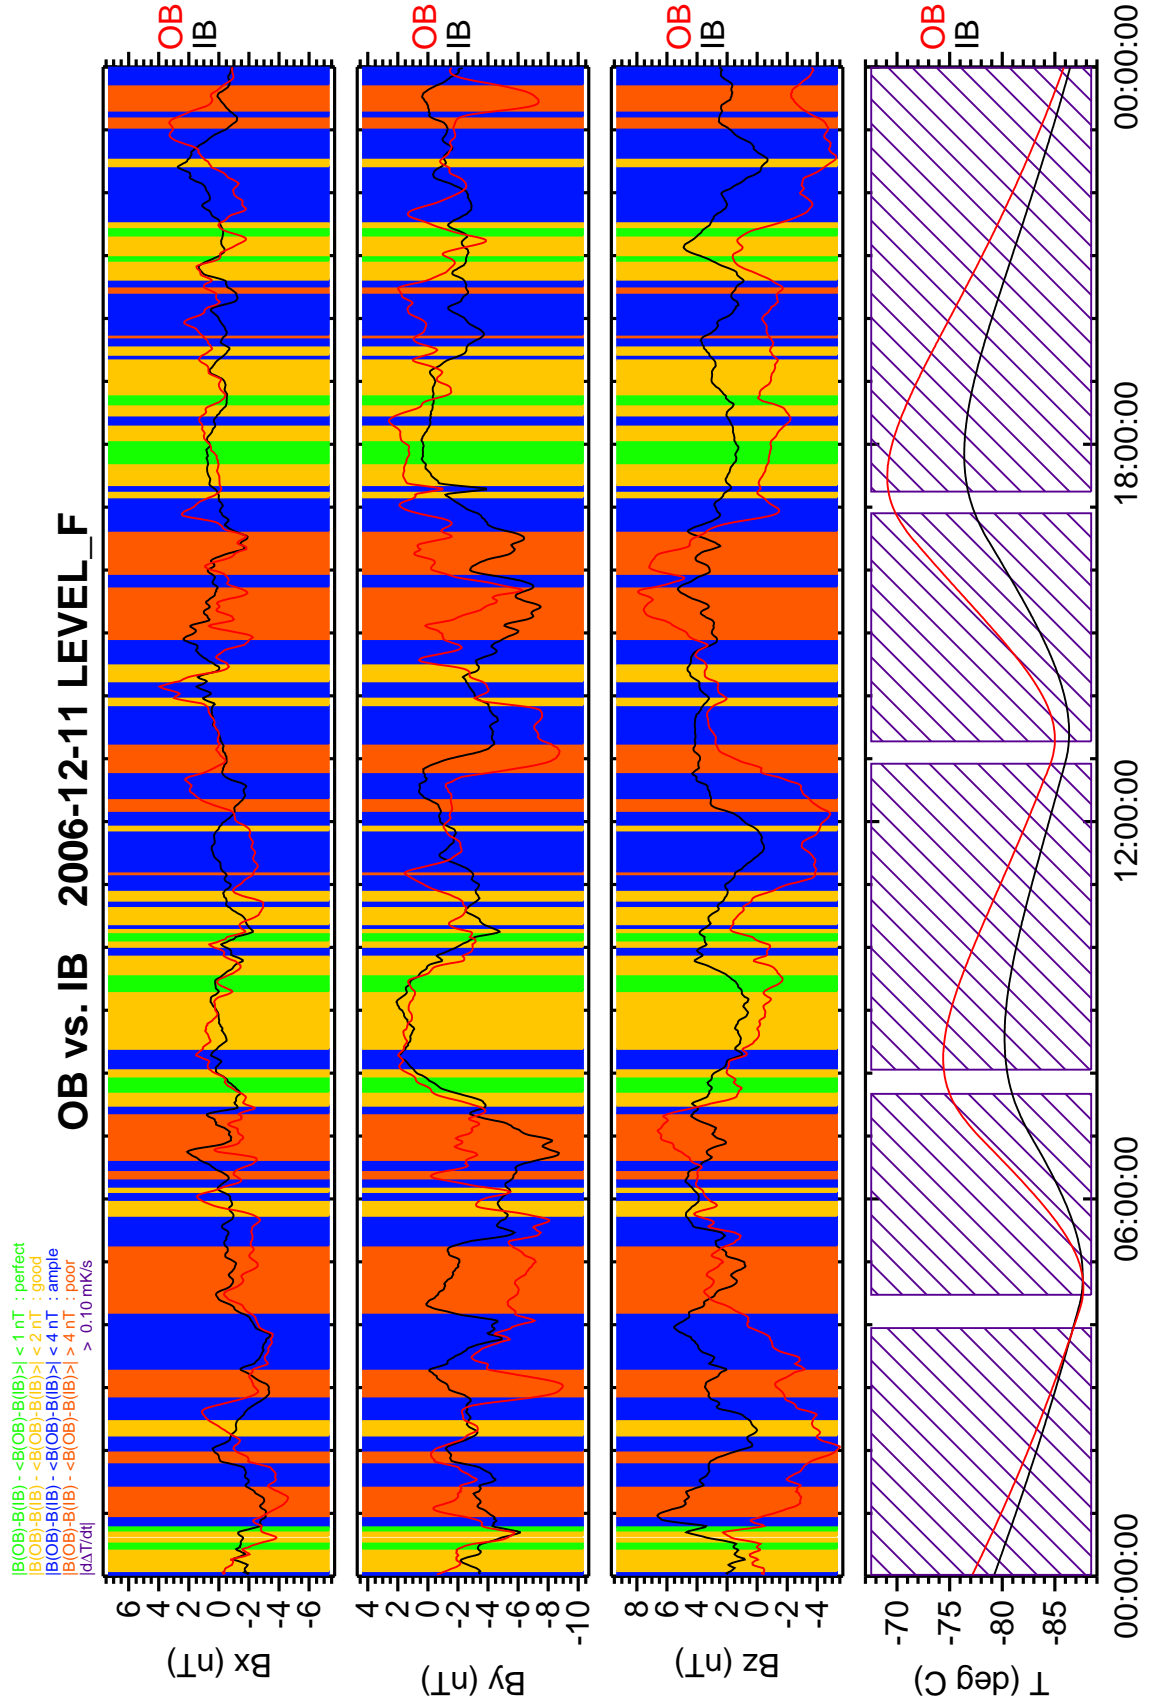 OB vs. IB 2006-12-11 LEVEL_F
|B(OB)-B(IB) - <B(OB)-B(IB)>| < 1 nT : perfect
|B(OB)-B(IB) - <B(OB)-B(IB)>| < 2 nT : good
|B(OB)-B(IB) - <B(OB)-B(IB)>| < 4 nT : ample
|B(OB)-B(IB) - <B(OB)-B(IB)>| > 4 nT : poor
|dΔT/dt| > 0.10 mK/s
Bx (nT)
6
4
2
0
-2
-4
-6
OB
IB
By (nT)
4
2
0
-2
-4
-6
-8
-10
OB
IB
Bz (nT)
8
6
4
2
0
-2
-4
OB
IB
T (deg C)
-70
-75
-80
-85
OB
IB
00:00:00 06:00:00 12:00:00 18:00:00 00:00:00